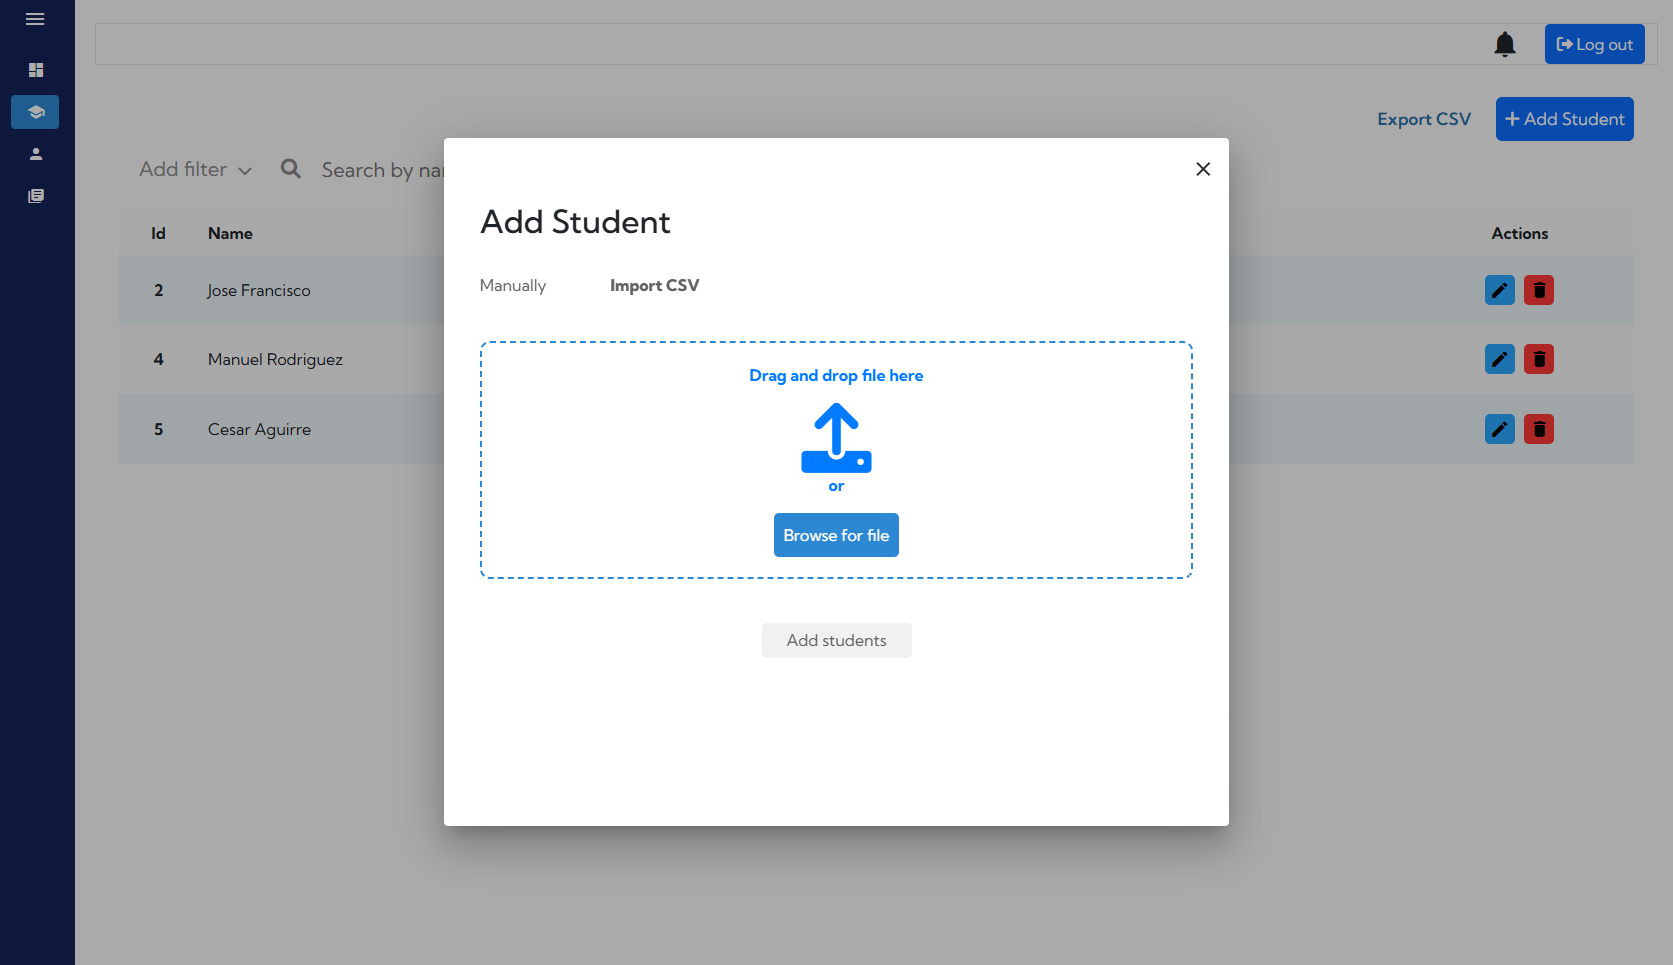 Log out
Export CSV
Add Student
Add filter
Search by
Id Name Actions
2 Jose Francisco
4 Manuel Rodriguez
5 Cesar Aguirre
Add Student
Manually Import CSV
Drag and drop file here
or
Browse for file
Add students